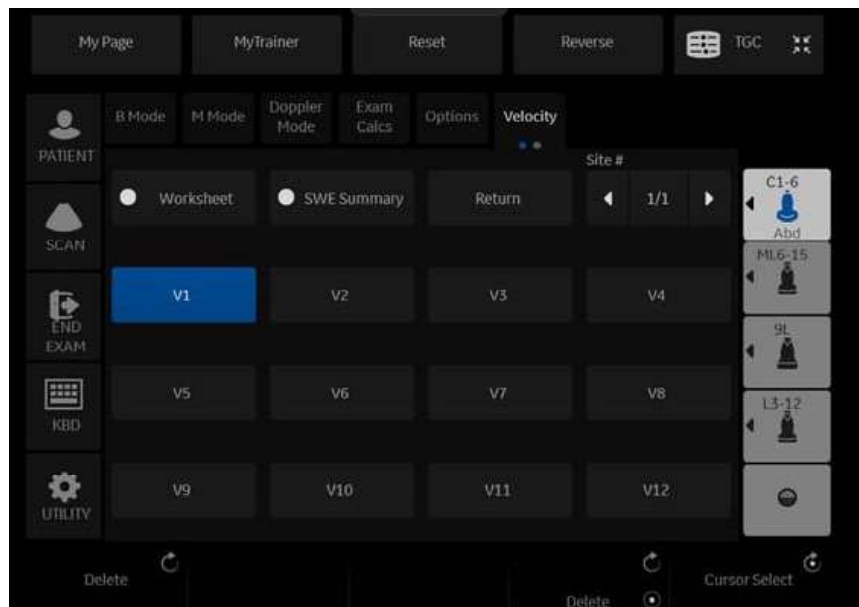 My Page MyTrainer Reset Reverse TGC
PATIENT
SCAN
END
EXAM
KBD
UTILITY
B Mode M Mode Doppler Mode Exam Calcs Options Velocity
Site #
Worksheet SWE Summary Return 1/1
V1 V2 V3 V4
V5 V6 V7 V8
V9 V10 V11 V12
C1-6
Abd
ML6-15
9L
L3-12
Delete Delete Cursor Select